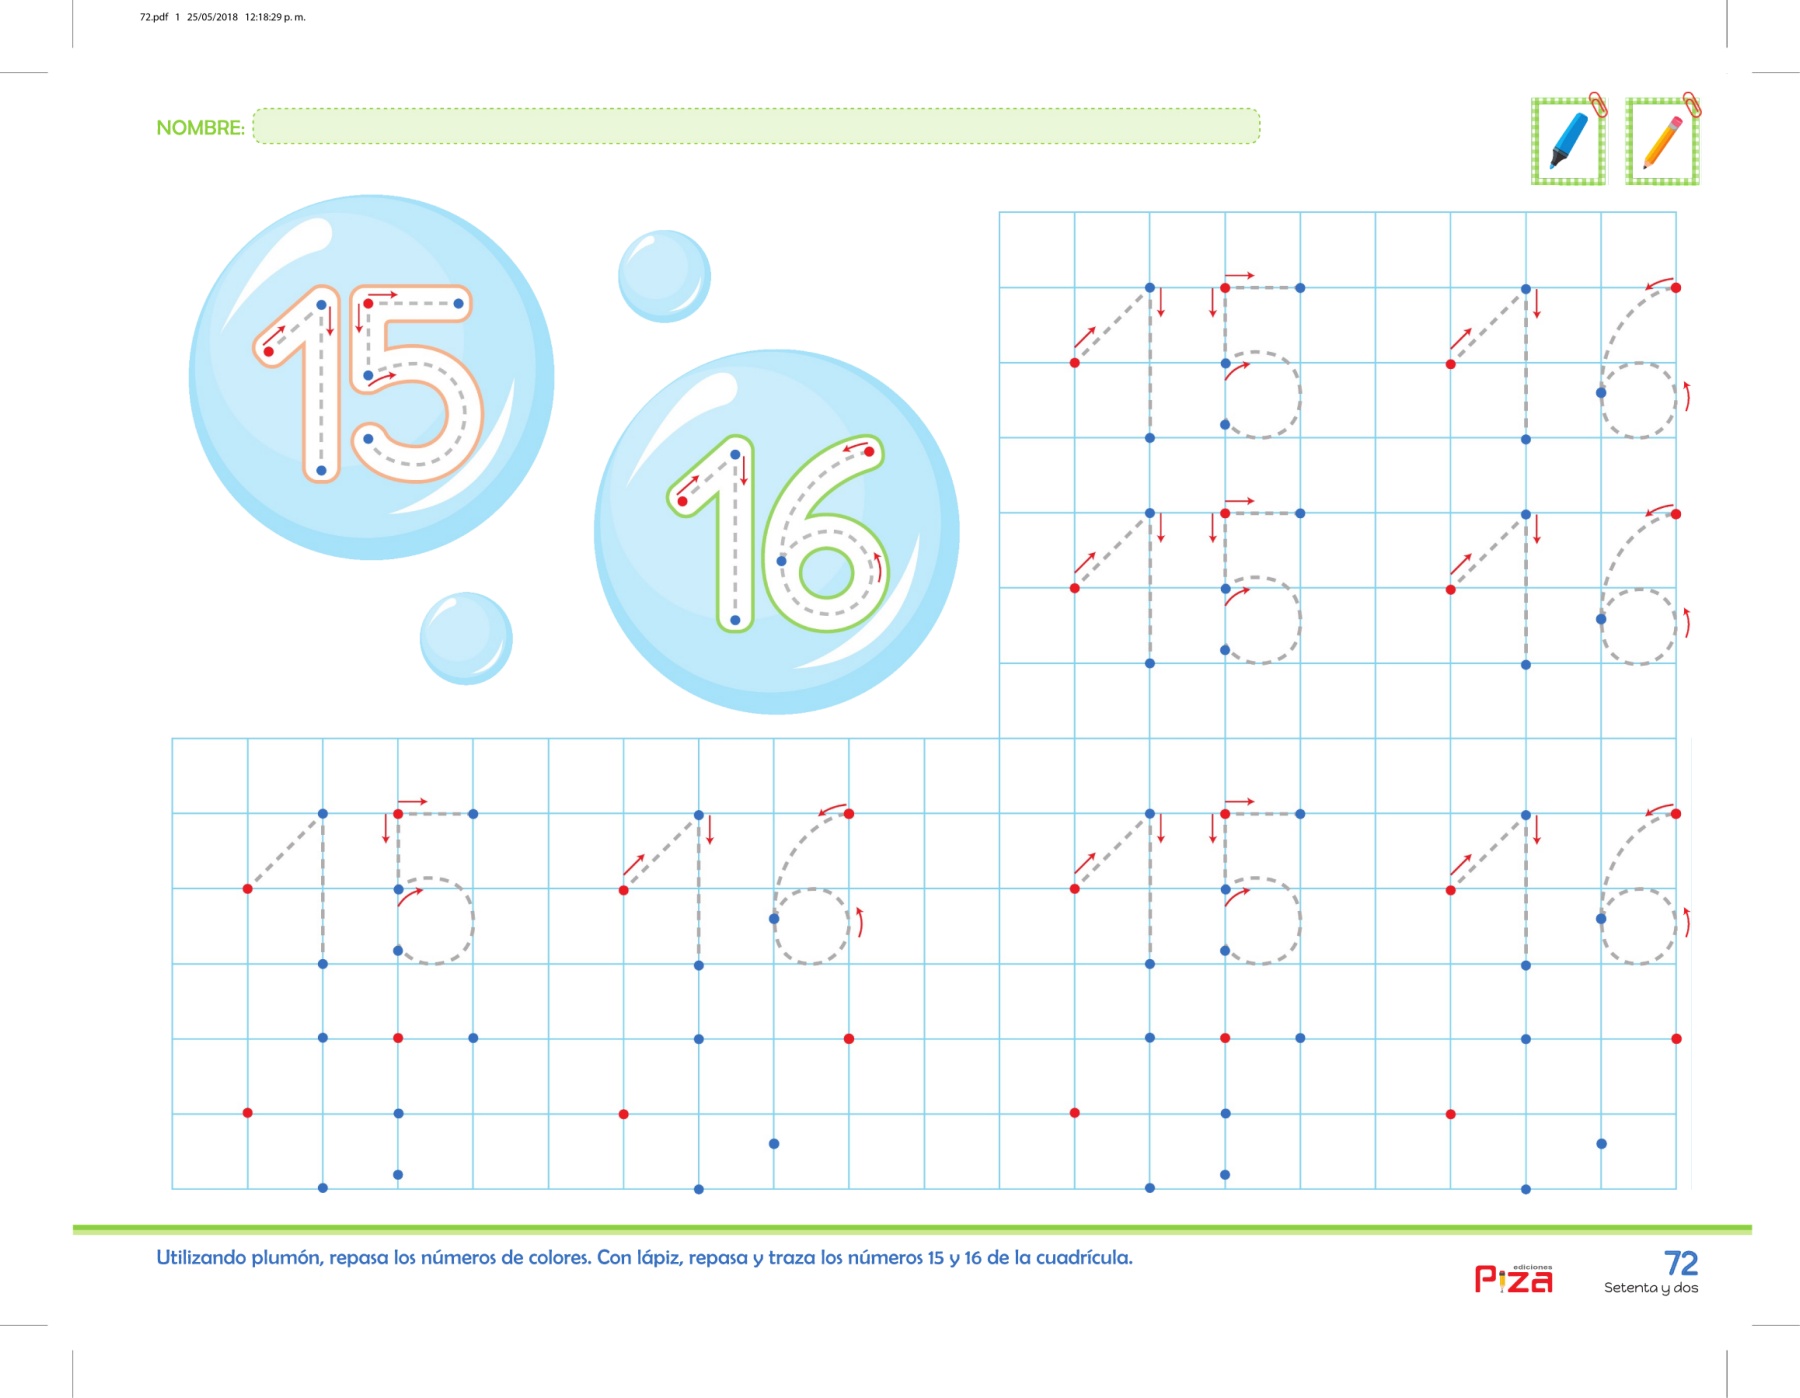 72.pdf 1 25/05/2018 12:18:29 p. m.
NOMBRE:
15
16
15 16
15 16
15 16 15 16
Utilizando plumón, repasa los números de colores. Con lápiz, repasa y traza los números 15 y 16 de la cuadrícula.
ediciones
Piza
72
Setenta y dos